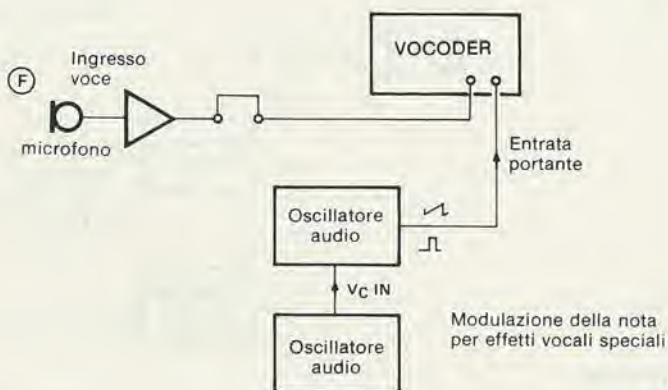 VOCODER
Ingresso
voce
F
microfono
Entrata
portante
Oscillatore
audio
VC IN
Modulazione della nota
per effetti vocali speciali
Oscillatore
audio